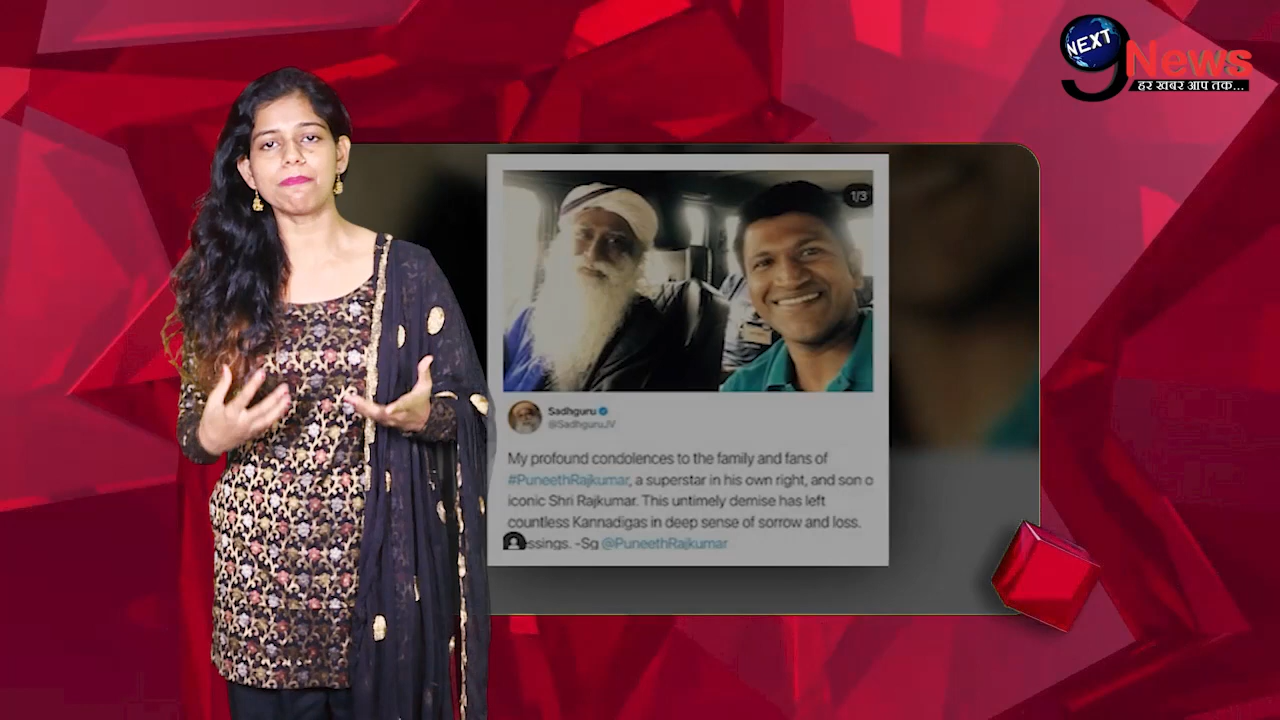 NEXT
9 News
हर खबर आप तक...
1/3
Sadhguru
@SadhguruJV
My profound condolences to the family and fans of
#PuneethRajkumar, a superstar in his own right, and son o
iconic Shri Rajkumar. This untimely demise has left
countless Kannadigas in deep sense of sorrow and loss.
essings. -Sg @PuneethRajkumar